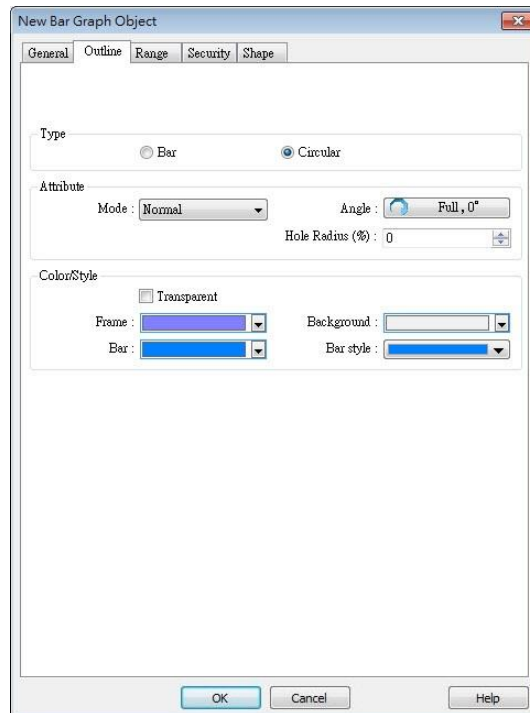 New Bar Graph Object
General Outline Range Security Shape
Type
Bar Circular
Attribute
Mode : Normal Angle : Full , 0°
Hole Radius (%) : 0
Color/Style
Transparent
Frame : Background :
Bar : Bar style :
OK Cancel Help